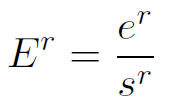 E^r = \frac{e^r}{s^r}